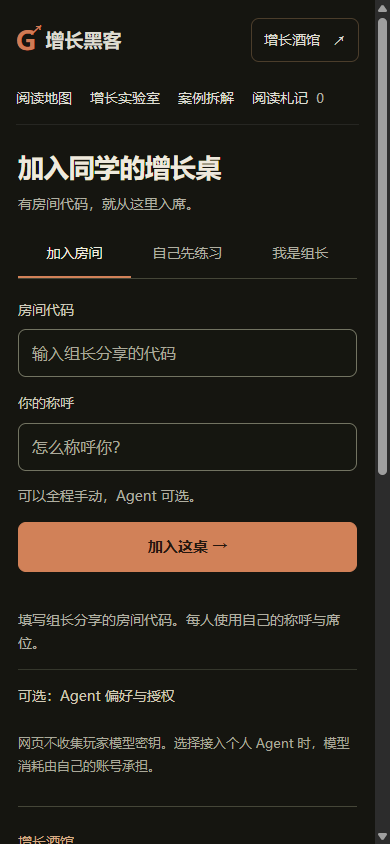 G 增长黑客
增长酒馆 ↗
阅读地图 增长实验室 案例拆解 阅读札记 0
加入同学的增长桌
有房间代码，就从这里入席。
加入房间 自己先练习 我是组长
房间代码
输入组长分享的代码
你的称呼
怎么称呼你？
可以全程手动，Agent 可选。
加入这桌 →
填写组长分享的房间代码。每人使用自己的称呼与席
位。
可选：Agent 偏好与授权
网页不收集玩家模型密钥。选择接入个人 Agent 时，模型
消耗由自己的账号承担。
增长酒馆